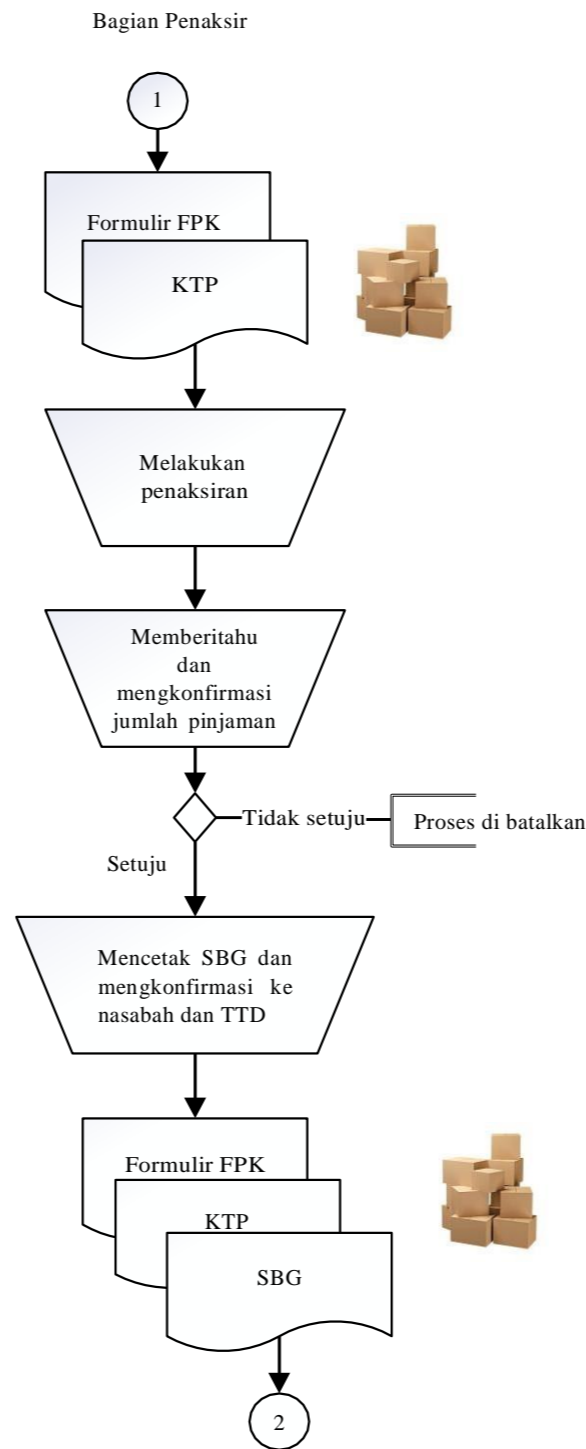 Bagian Penaksir
1
Formulir FPK
KTP
Melakukan
penaksiran
Memberitahu
dan
mengkonfirmasi
jumlah pinjaman
Tidak setuju
Proses di batalkan
Setuju
Mencetak SBG dan
mengkonfirmasi ke
nasabah dan TTD
Formulir FPK
KTP
SBG
2